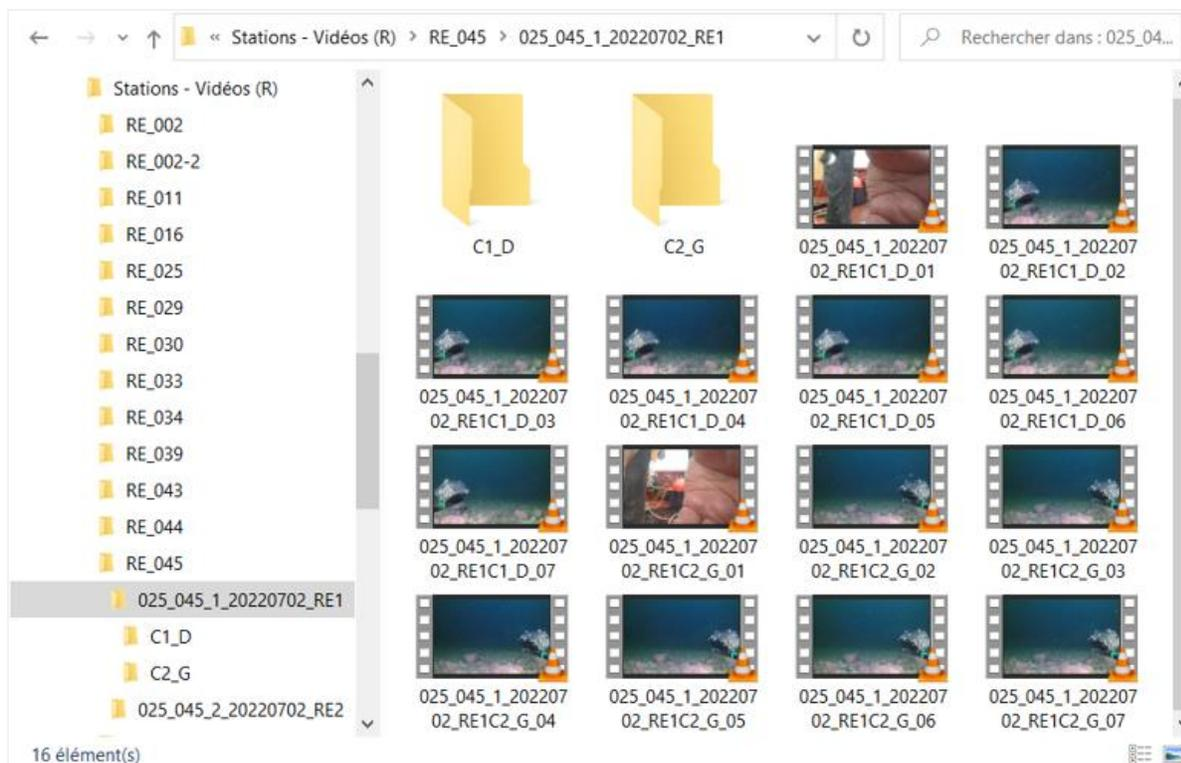 « Stations - Vidéos (R) > RE_045 > 025_045_1_20220702_RE1
Rechercher dans : 025_04...
Stations - Vidéos (R)
RE_002
RE_002-2
RE_011
RE_016
RE_025
RE_029
RE_030
RE_033
RE_034
RE_039
RE_043
RE_044
RE_045
025_045_1_20220702_RE1
C1_D
C2_G
025_045_2_20220702_RE2
C1_D
C2_G
025_045_1_202207
02_RE1C1_D_01
025_045_1_202207
02_RE1C1_D_02
025_045_1_202207
02_RE1C1_D_03
025_045_1_202207
02_RE1C1_D_04
025_045_1_202207
02_RE1C1_D_05
025_045_1_202207
02_RE1C1_D_06
025_045_1_202207
02_RE1C1_D_07
025_045_1_202207
02_RE1C2_G_01
025_045_1_202207
02_RE1C2_G_02
025_045_1_202207
02_RE1C2_G_03
025_045_1_202207
02_RE1C2_G_04
025_045_1_202207
02_RE1C2_G_05
025_045_1_202207
02_RE1C2_G_06
025_045_1_202207
02_RE1C2_G_07
16 élément(s)